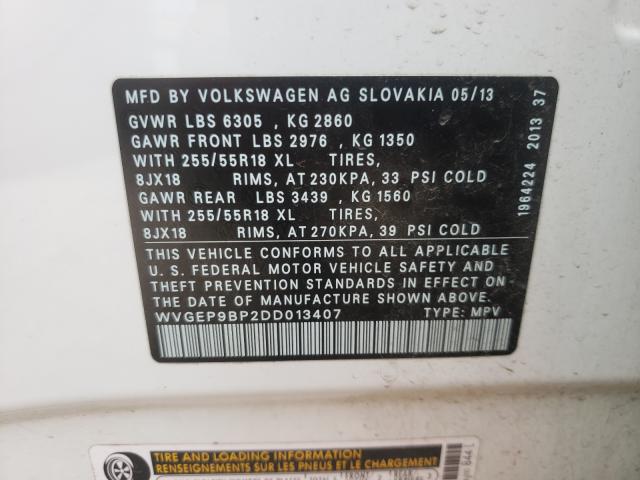 MFD BY VOLKSWAGEN AG SLOVAKIA 05/13
GVWR LBS 6305 , KG 2860
GAWR FRONT LBS 2976 , KG 1350
WITH 255/55R18 XL TIRES,
8JX18 RIMS, AT 230KPA, 33 PSI COLD
GAWR REAR LBS 3439 , KG 1560
WITH 255/55R18 XL TIRES,
8JX18 RIMS, AT 270KPA, 39 PSI COLD
THIS VEHICLE CONFORMS TO ALL APPLICABLE
U.S. FEDERAL MOTOR VEHICLE SAFETY AND
THEFT PREVENTION STANDARDS IN EFFECT ON
THE DATE OF MANUFACTURE SHOWN ABOVE
WVGEP9BP2DD013407 TYPE: MPV
1964224 2013 37
TIRE AND LOADING INFORMATION
RENSEIGNEMENTS SUR LES PNEUS ET LE CHARGEMENT